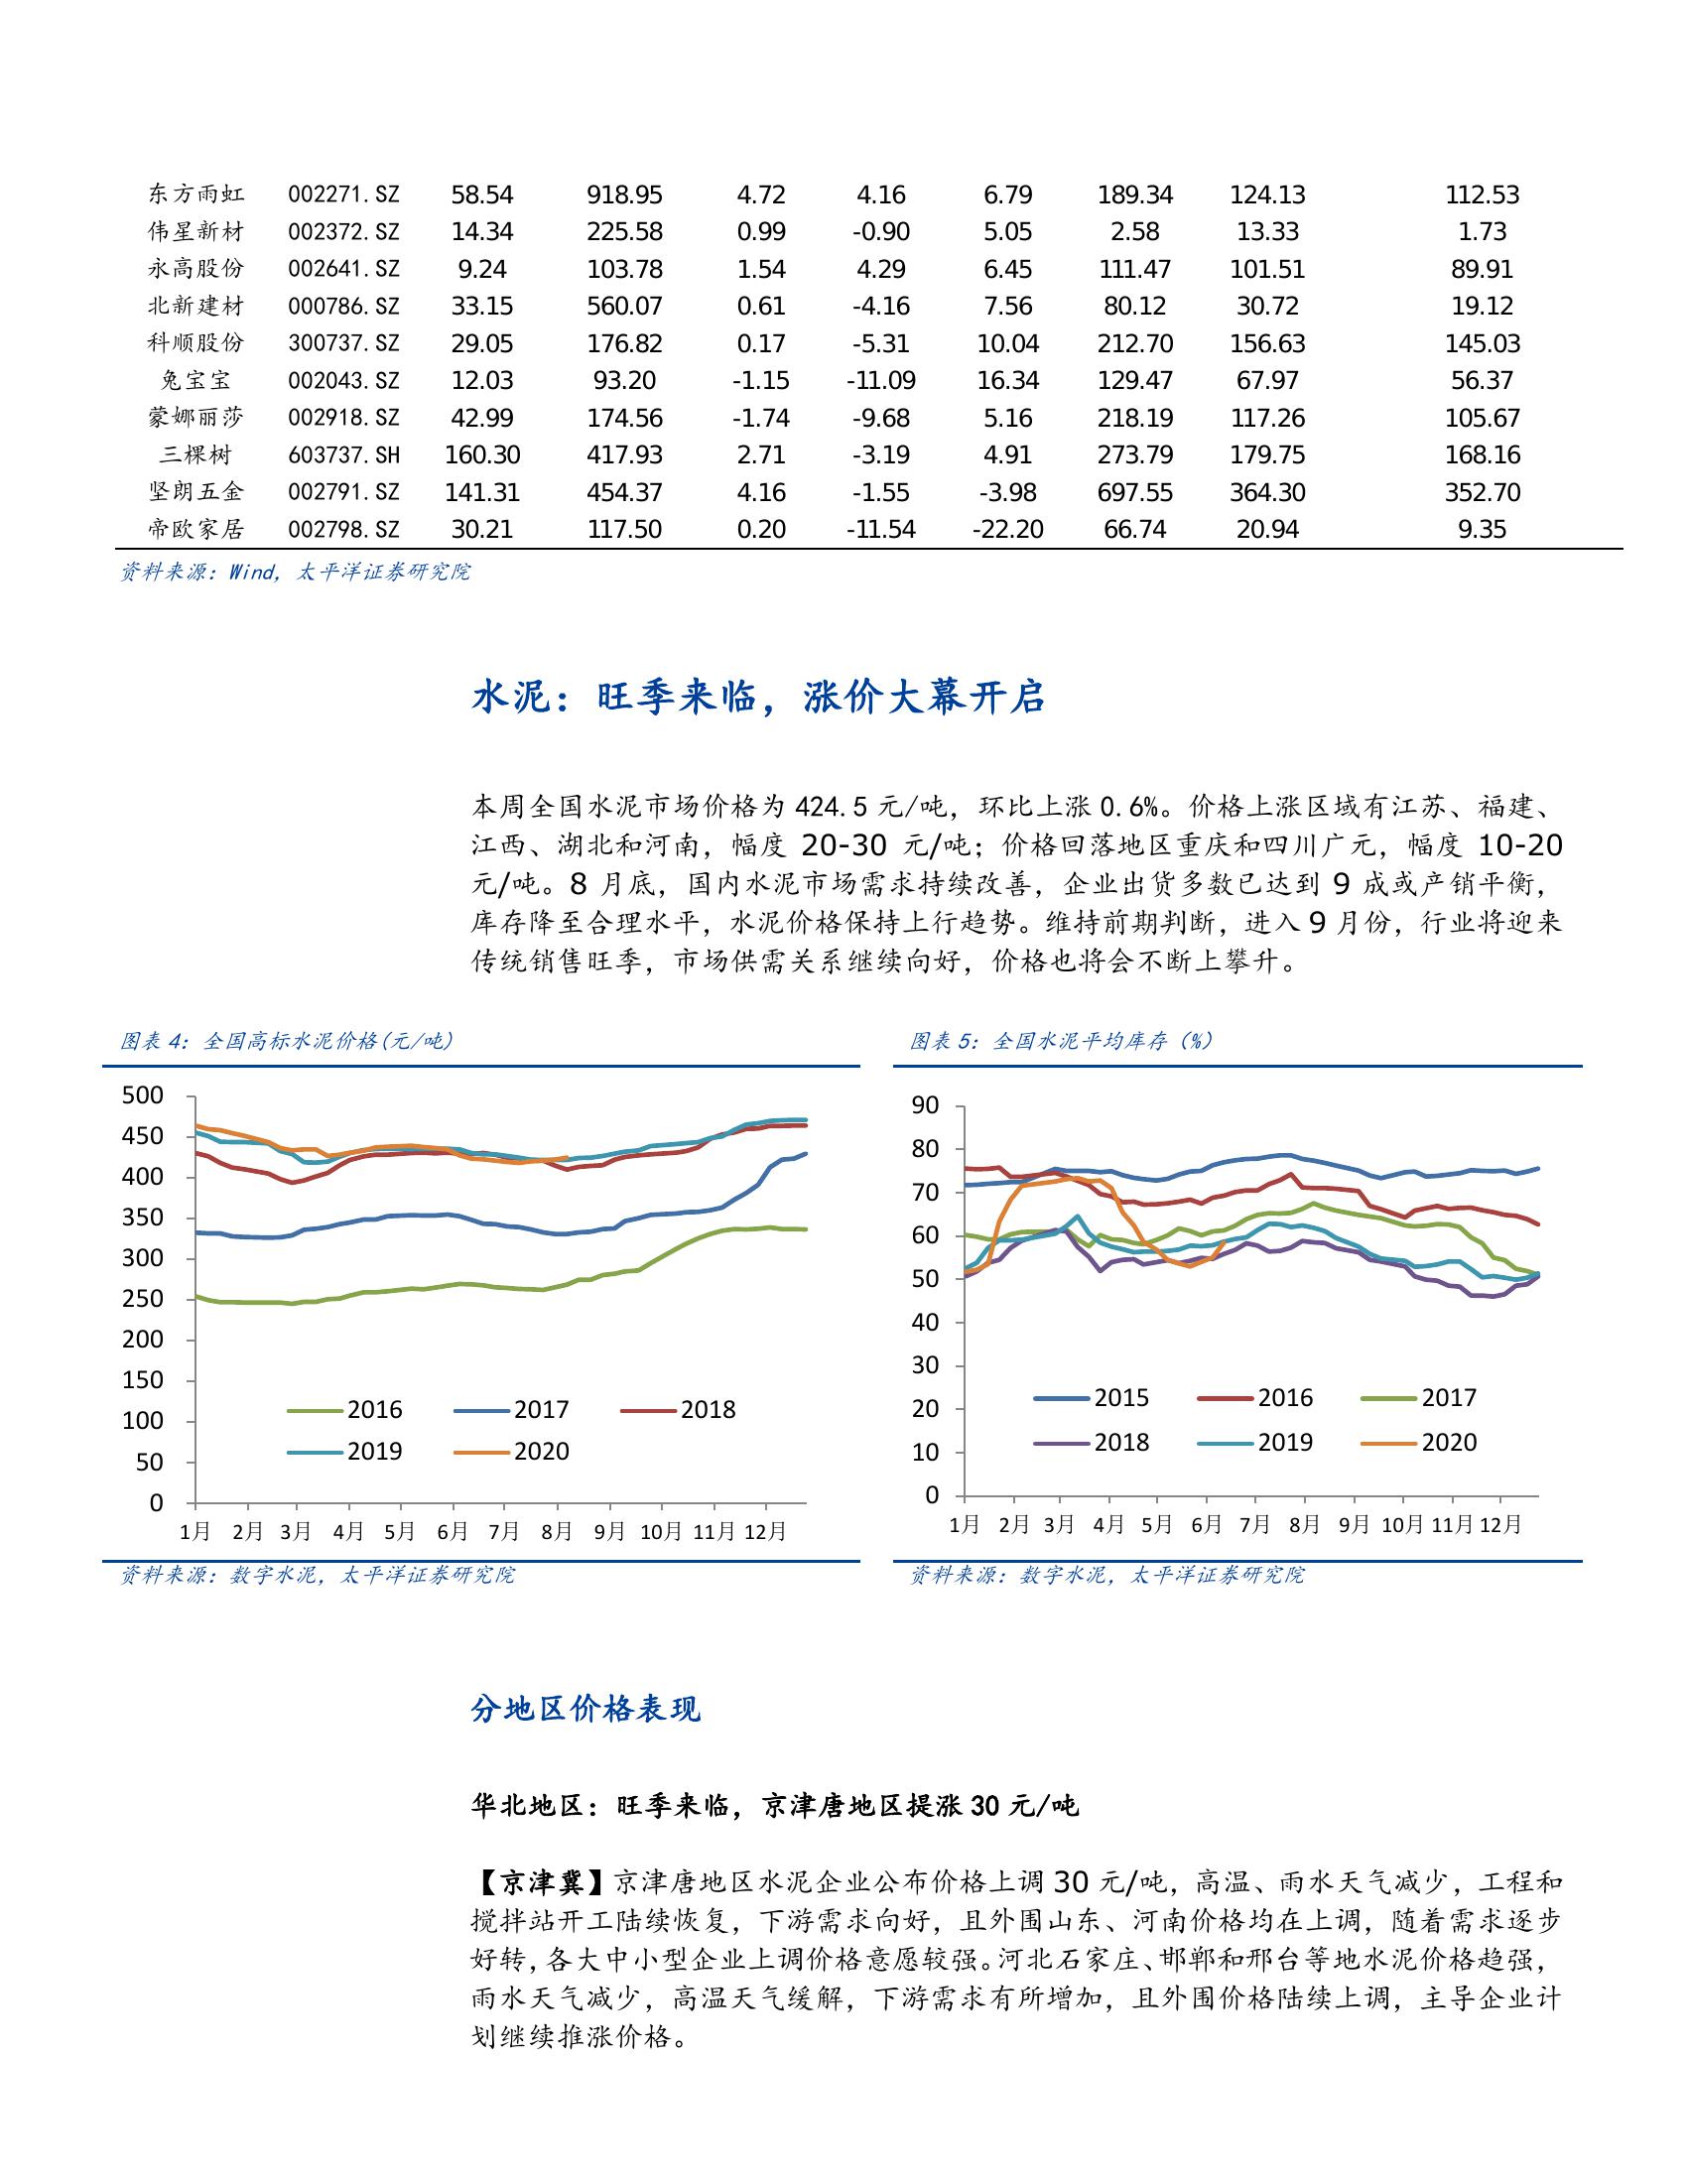 东方雨虹 002271.SZ 58.54 918.95 4.72 4.16 6.79 189.34 124.13 112.53
伟星新材 002372.SZ 14.34 225.58 0.99 -0.90 5.05 2.58 13.33 1.73
永高股份 002641.SZ 9.24 103.78 1.54 4.29 6.45 111.47 101.51 89.91
北新建材 000786.SZ 33.15 560.07 0.61 -4.16 7.56 80.12 30.72 19.12
科顺股份 300737.SZ 29.05 176.82 0.17 -5.31 10.04 212.70 156.63 145.03
兔宝宝 002043.SZ 12.03 93.20 -1.15 -11.09 16.34 129.47 67.97 56.37
蒙娜丽莎 002918.SZ 42.99 174.56 -1.74 -9.68 5.16 218.19 117.26 105.67
三棵树 603737.SH 160.30 417.93 2.71 -3.19 4.91 273.79 179.75 168.16
坚朗五金 002791.SZ 141.31 454.37 4.16 -1.55 -3.98 697.55 364.30 352.70
帝欧家居 002798.SZ 30.21 117.50 0.20 -11.54 -22.20 66.74 20.94 9.35
资料来源：Wind，太平洋证券研究院
水泥：旺季来临，涨价大幕开启
本周全国水泥市场价格为 424.5 元/吨，环比上涨 0.6%。价格上涨区域有江苏、福建、
江西、湖北和河南，幅度 20-30 元/吨；价格回落地区重庆和四川广元，幅度 10-20
元/吨。8 月底，国内水泥市场需求持续改善，企业出货多数已达到 9 成或产销平衡，
库存降至合理水平，水泥价格保持上行趋势。维持前期判断，进入 9 月份，行业将迎来
传统销售旺季，市场供需关系继续向好，价格也将会不断上攀升。
图表 4：全国高标水泥价格(元/吨)
500
450
400
350
300
250
200
150
100
50
0
2016 2017 2018
2019 2020
1月 2月 3月 4月 5月 6月 7月 8月 9月 10月 11月 12月
资料来源：数字水泥，太平洋证券研究院
图表 5：全国水泥平均库存 (%)
90
80
70
60
50
40
30
20
10
0
2015 2016 2017
2018 2019 2020
1月 2月 3月 4月 5月 6月 7月 8月 9月 10月 11月 12月
资料来源：数字水泥，太平洋证券研究院
分地区价格表现
华北地区：旺季来临，京津唐地区提涨 30 元/吨
【京津冀】京津唐地区水泥企业公布价格上调 30 元/吨，高温、雨水天气减少，工程和
搅拌站开工陆续恢复，下游需求向好，且外围山东、河南价格均在上调，随着需求逐步
好转，各大中小型企业上调价格意愿较强。河北石家庄、邯郸和邢台等地水泥价格趋强，
雨水天气减少，高温天气缓解，下游需求有所增加，且外围价格陆续上调，主导企业计
划继续推涨价格。